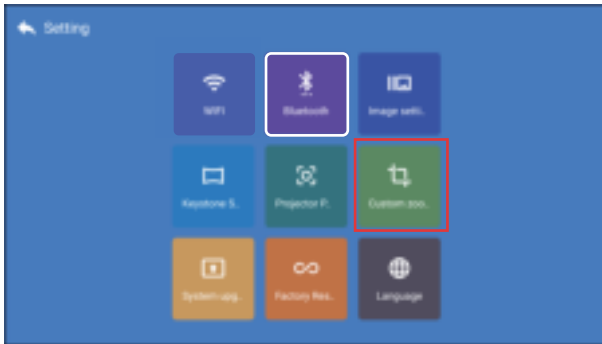 Setting
WIFI
Bluetooth
Image setti..
Keystone S..
Projector P..
Custom zoo..
System upg..
Factory Res..
Language